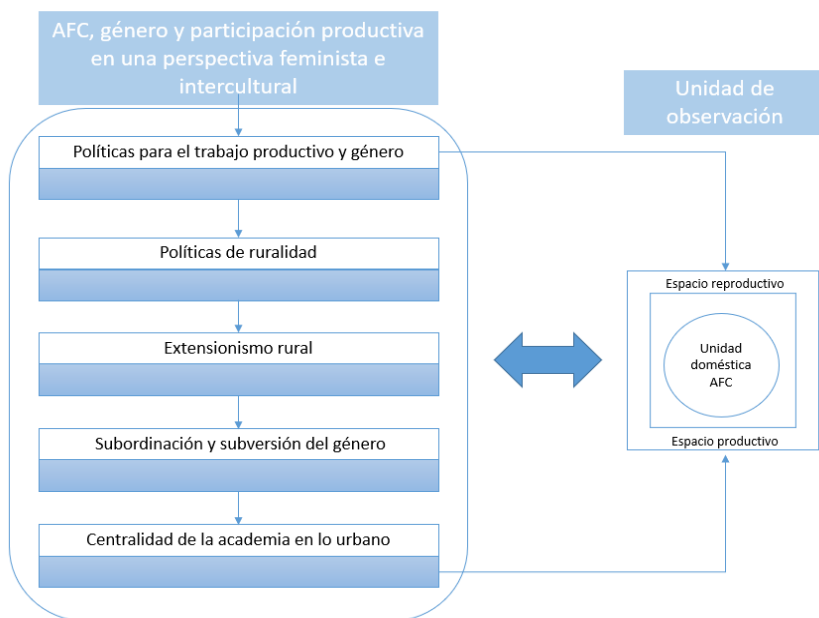 AFC, género y participación productiva
en una perspectiva feminista e
intercultural
Unidad de
observación
Políticas para el trabajo productivo y género
Políticas de ruralidad
Extensionismo rural
Subordinación y subversión del género
Centralidad de la academia en lo urbano
Espacio reproductivo
Unidad
doméstica
AFC
Espacio productivo